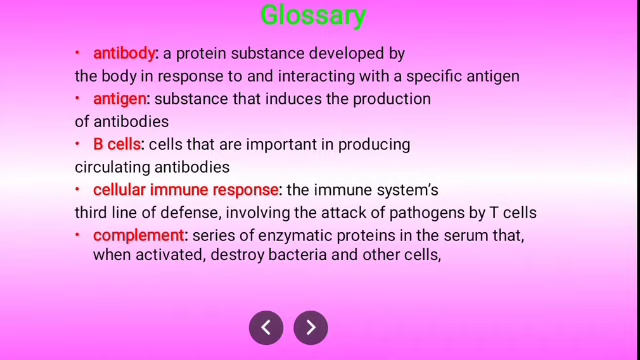 Glossary
• antibody: a protein substance developed by
the body in response to and interacting with a specific antigen
• antigen: substance that induces the production
of antibodies
• B cells: cells that are important in producing
circulating antibodies
• cellular immune response: the immune system’s
third line of defense, involving the attack of pathogens by T cells
• complement: series of enzymatic proteins in the serum that,
when activated, destroy bacteria and other cells,